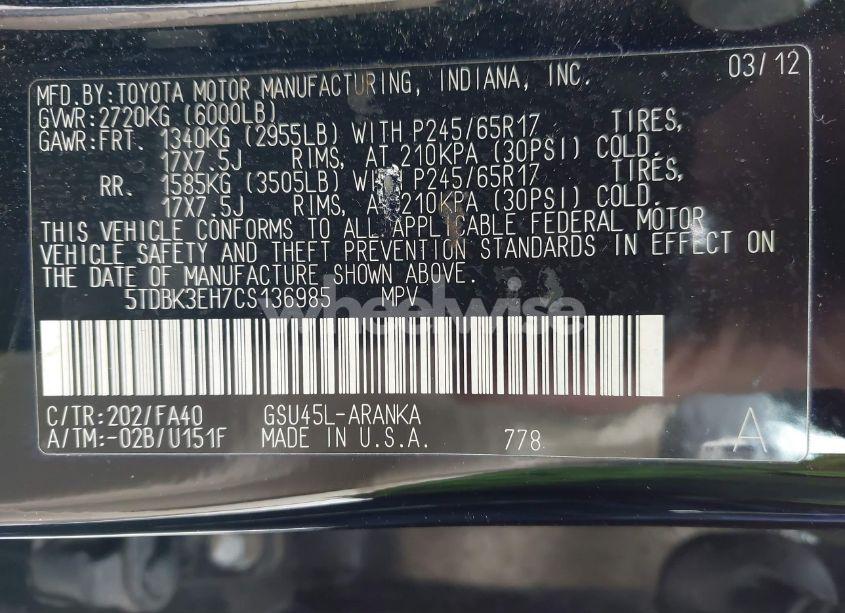 03/12
MFD.BY:TOYOTA MOTOR MANUFACTURING, INDIANA, INC.
GVWR:2720KG (6000LB)
GAWR:FRT. 1340KG (2955LB) WITH P245/65R17 TIRES,
17X7.5J RIMS, AT 210KPA (30PSI) COLD.
RR. 1585KG (3505LB) WITH P245/65R17 TIRES,
17X7.5J RIMS, AT 210KPA (30PSI) COLD.
THIS VEHICLE CONFORMS TO ALL APPLICABLE FEDERAL MOTOR
VEHICLE SAFETY AND THEFT PREVENTION STANDARDS IN EFFECT ON
THE DATE OF MANUFACTURE SHOWN ABOVE.
5TDBK3EH7CS136985 MPV
wheelwise
C/TR:202/FA40 GSU45L-ARANKA
A/TM:-02B/U151F MADE IN U.S.A. 778 A